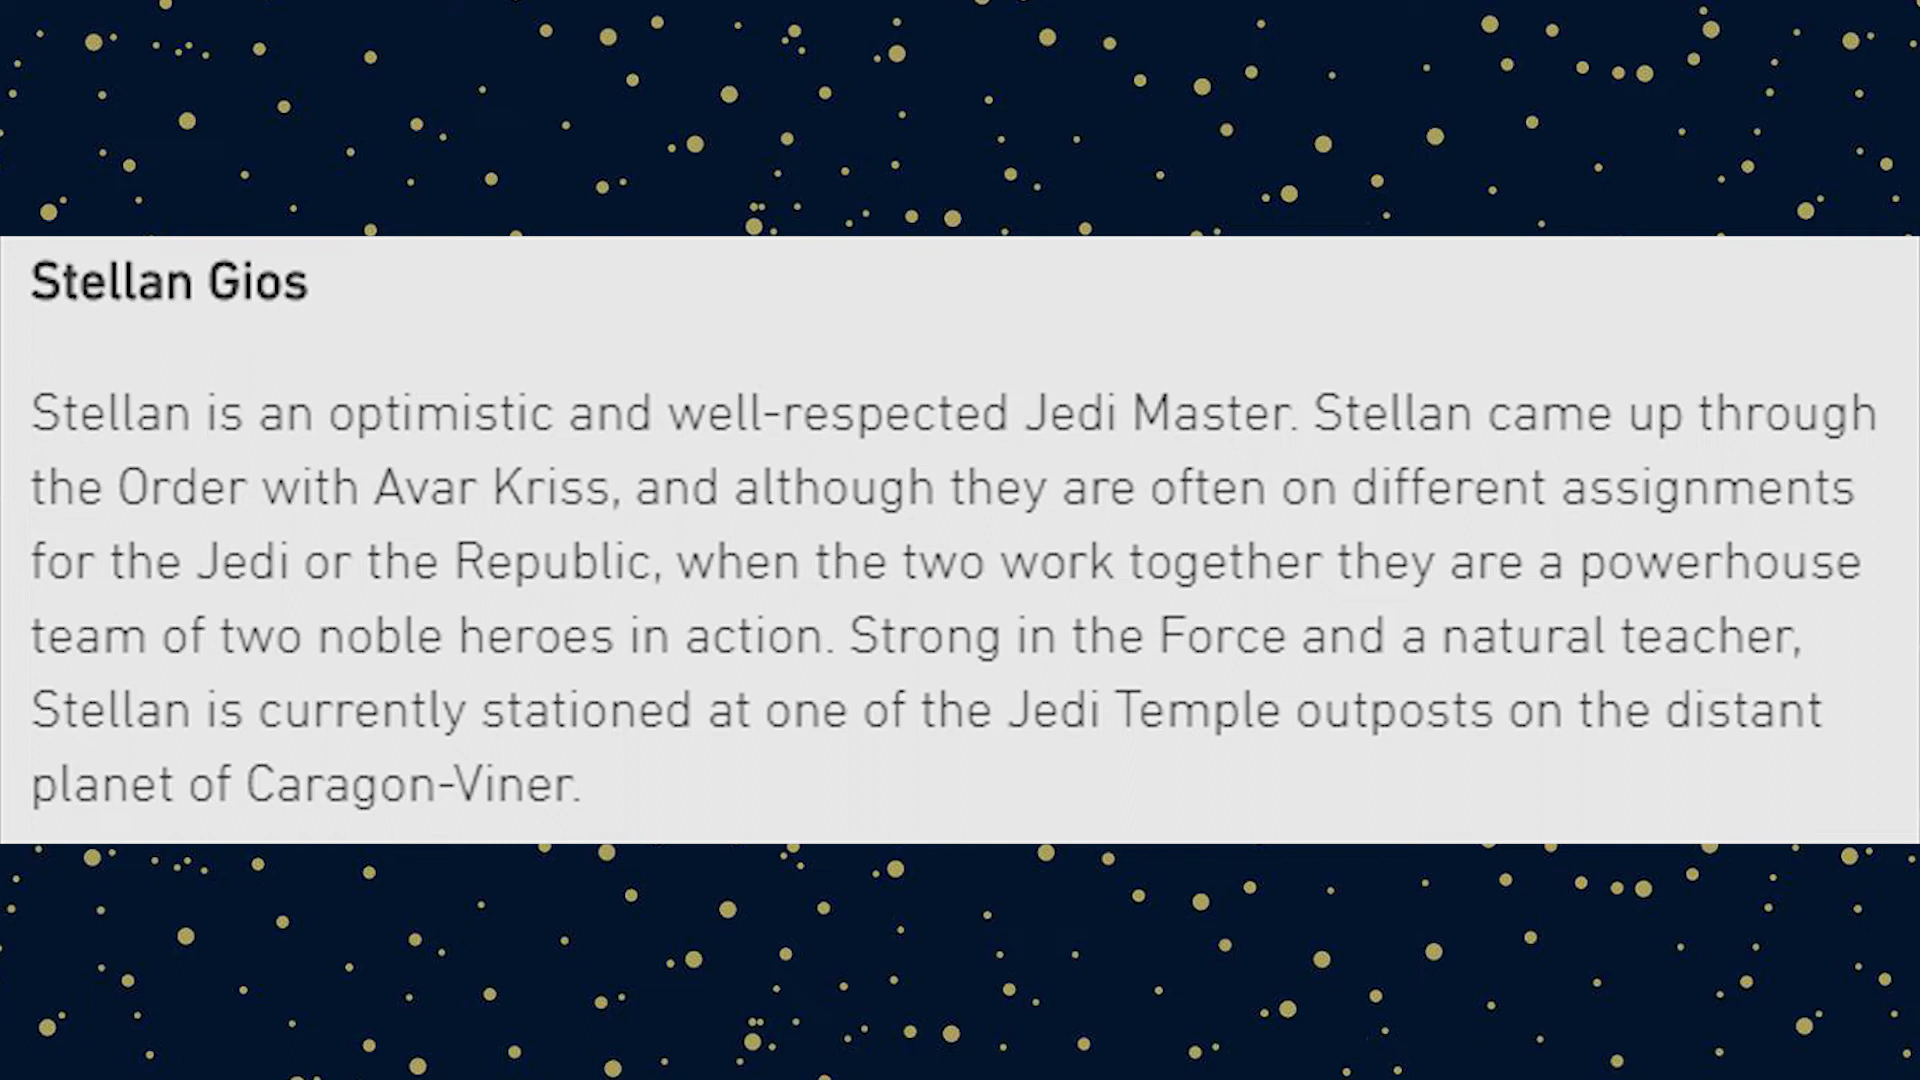 Stellan Gios
Stellan is an optimistic and well-respected Jedi Master. Stellan came up through
the Order with Avar Kriss, and although they are often on different assignments
for the Jedi or the Republic, when the two work together they are a powerhouse
team of two noble heroes in action. Strong in the Force and a natural teacher,
Stellan is currently stationed at one of the Jedi Temple outposts on the distant
planet of Caragon-Viner.